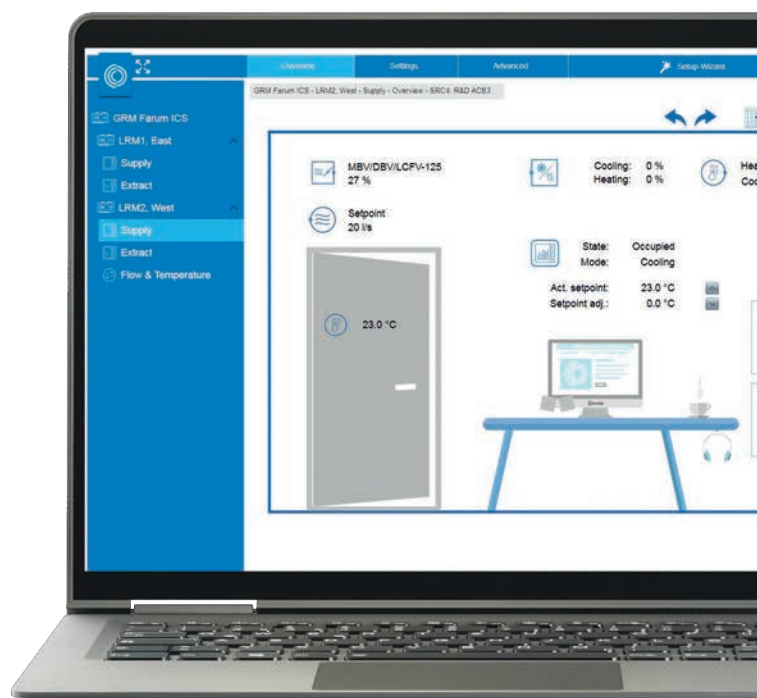 Overview Settings Advanced Setup Wizard
GRM Farum ICS - LRM2, West - Supply - Overview - SRC4: R&D ACB3
GRM Farum ICS
LRM1, East
Supply
Extract
LRM2, West
Supply
Extract
Flow & Temperature
MBV/DBV/LCFV-125
27 %
Setpoint
20 l/s
23.0 °C
Cooling: 0 %
Heating: 0 %
Hea
Coo
State: Occupied
Mode: Cooling
Act. setpoint: 23.0 °C
Setpoint adj.: 0.0 °C